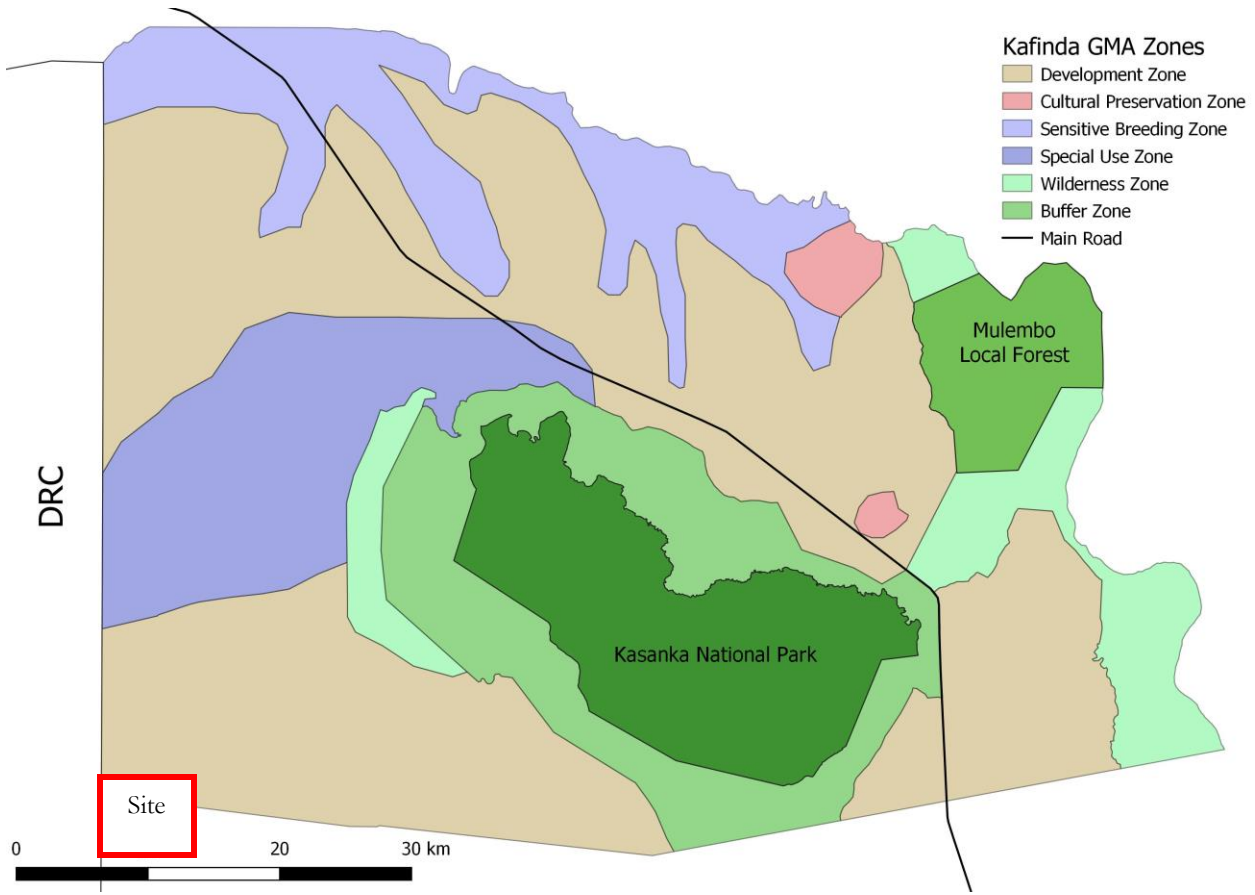 Kafinda GMA Zones
Development Zone
Cultural Preservation Zone
Sensitive Breeding Zone
Special Use Zone
Wilderness Zone
Buffer Zone
Main Road
Mulembo
Local Forest
DRC
Kasanka National Park
Site
0 20 30 km